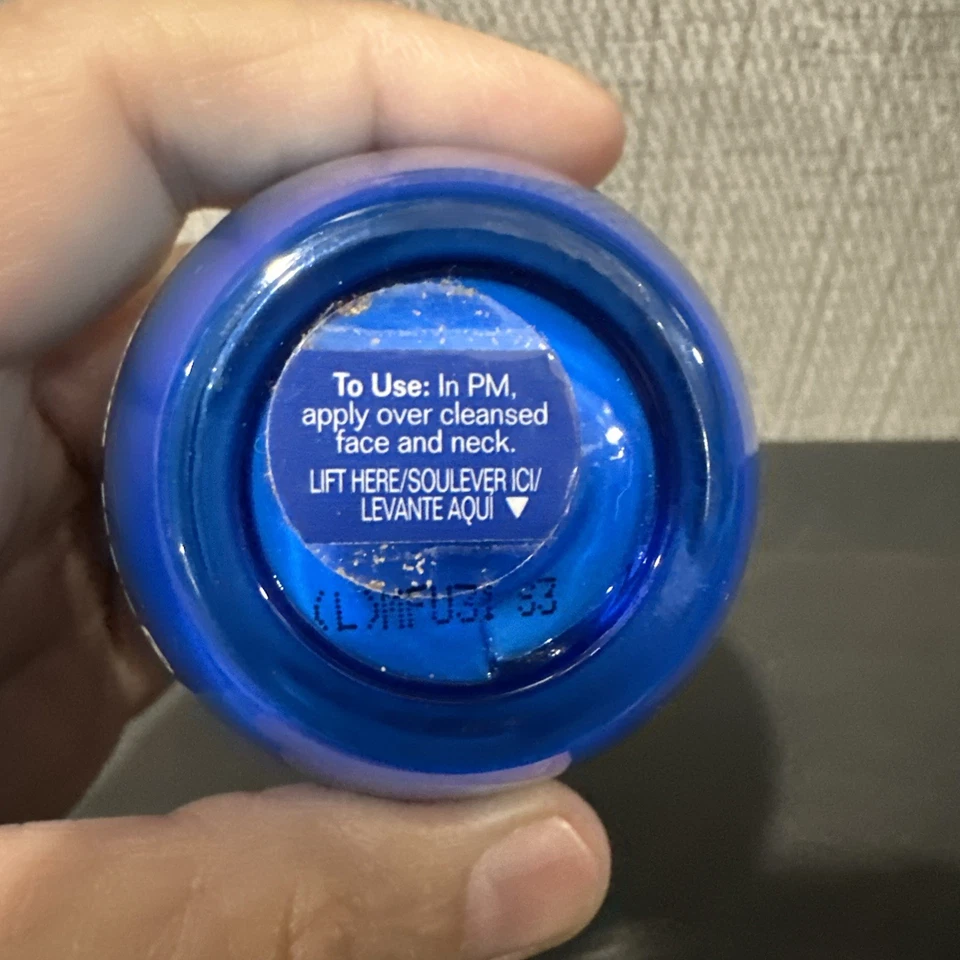 To Use: In PM,
apply over cleansed
face and neck.
LIFT HERE/SOULEVER ICI/
LEVANTE AQUÍ ▼